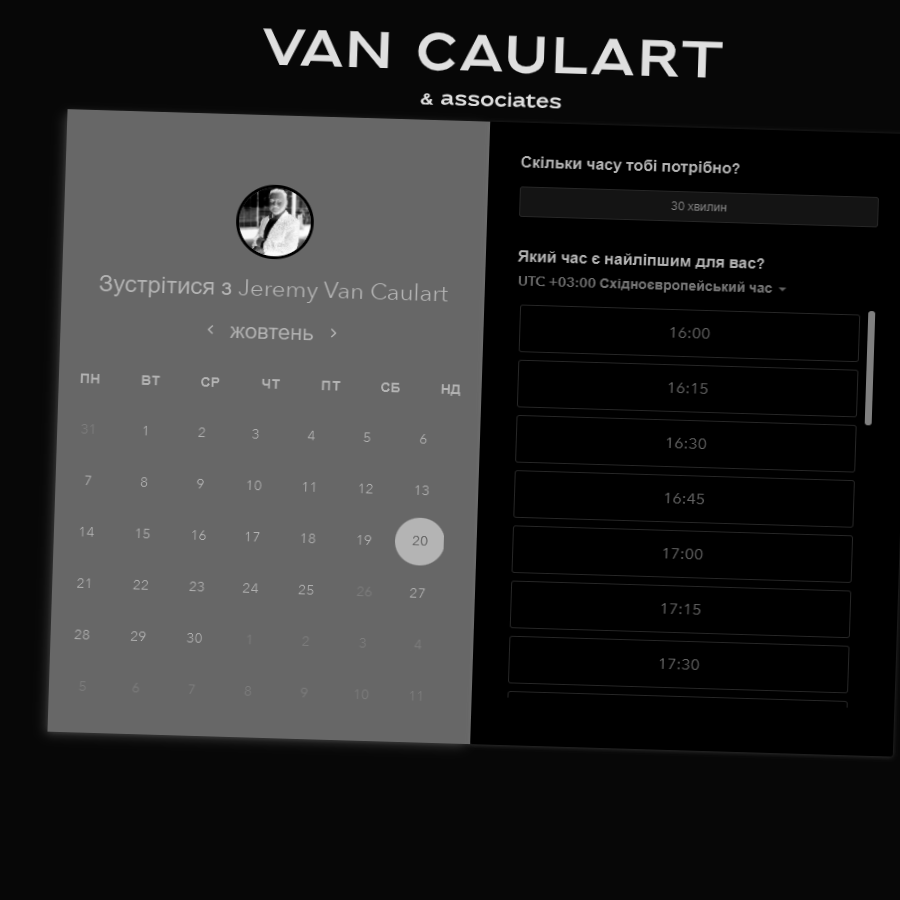 VAN CAULART
& associates
Зустрітися з Jeremy Van Caulart
жовтень
ПН ВТ СР ЧТ ПТ СБ НД
31 1 2 3 4 5 6
7 8 9 10 11 12 13
14 15 16 17 18 19 20
21 22 23 24 25 26 27
28 29 30 1 2 3 4
5 6 7 8 9 10 11
Скільки часу тобі потрібно?
30 хвилин
Який час є найліпшим для вас?
UTC +03:00 Східноєвропейський час
16:00
16:15
16:30
16:45
17:00
17:15
17:30